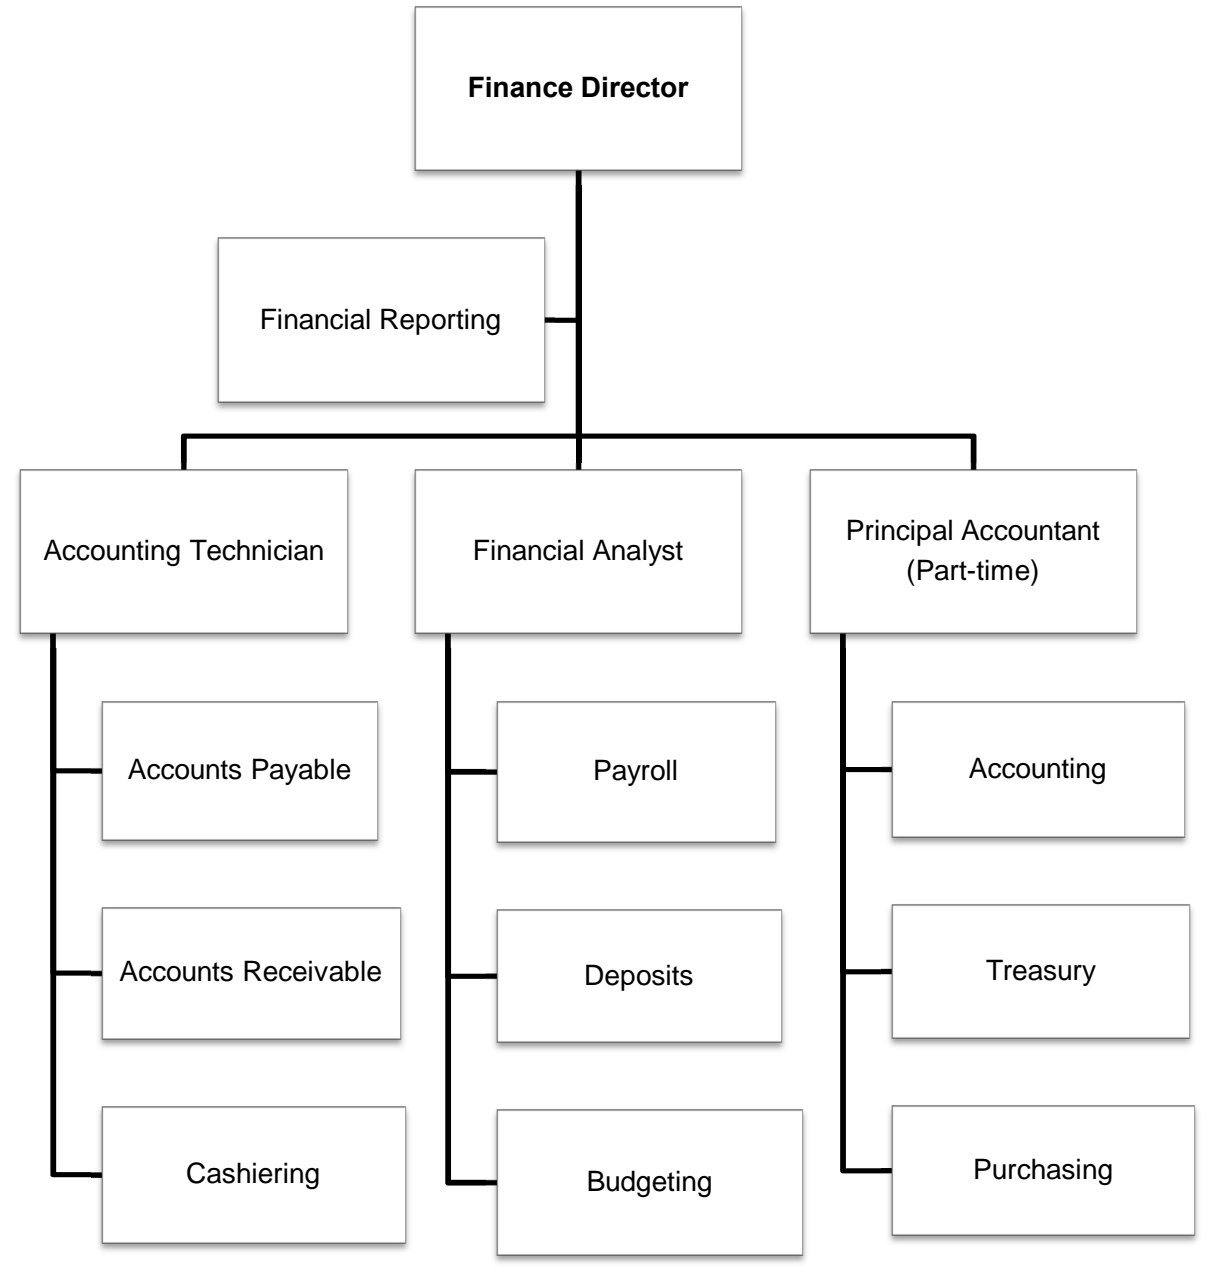 Finance Director
Financial Reporting
Accounting Technician
Financial Analyst
Principal Accountant
(Part-time)
Accounts Payable
Payroll
Accounting
Accounts Receivable
Deposits
Treasury
Cashiering
Budgeting
Purchasing